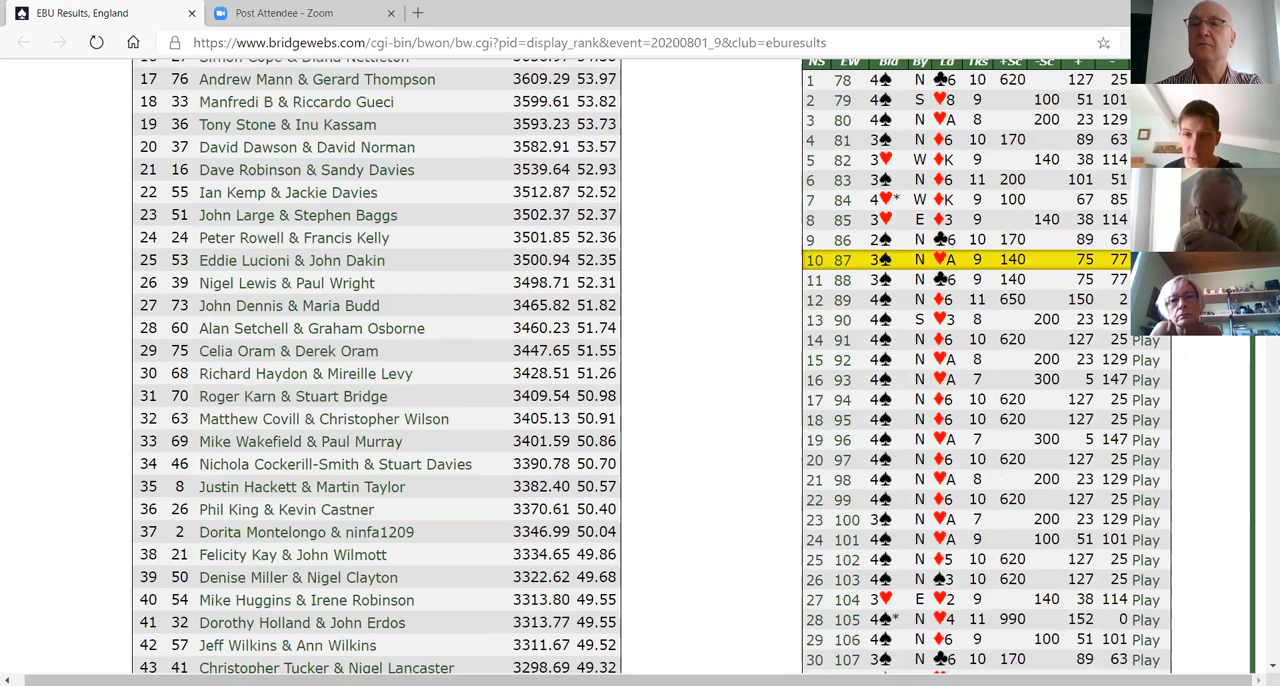 EBU Results, England
Post Attendee - Zoom
https://www.bridgewebs.com/cgi-bin/bwon/bw.cgi?pid=display_rank&event=20200801_9&club=eburesults
17 76 Andrew Mann & Gerard Thompson 3609.29 53.97
18 33 Manfredi B & Riccardo Gueci 3599.61 53.82
19 36 Tony Stone & Inu Kassam 3593.23 53.73
20 37 David Dawson & David Norman 3582.91 53.57
21 16 Dave Robinson & Sandy Davies 3539.64 52.93
22 55 Ian Kemp & Jackie Davies 3512.87 52.52
23 51 John Large & Stephen Baggs 3502.37 52.37
24 24 Peter Rowell & Francis Kelly 3501.85 52.36
25 53 Eddie Lucioni & John Dakin 3500.94 52.35
26 39 Nigel Lewis & Paul Wright 3498.71 52.31
27 73 John Dennis & Maria Budd 3465.82 51.82
28 60 Alan Setchell & Graham Osborne 3460.23 51.74
29 75 Celia Oram & Derek Oram 3447.65 51.55
30 68 Richard Haydon & Mireille Levy 3428.51 51.26
31 70 Roger Karn & Stuart Bridge 3409.54 50.98
32 63 Matthew Covill & Christopher Wilson 3405.13 50.91
33 69 Mike Wakefield & Paul Murray 3401.59 50.86
34 46 Nichola Cockerill-Smith & Stuart Davies 3390.78 50.70
35 8 Justin Hackett & Martin Taylor 3382.40 50.57
36 26 Phil King & Kevin Castner 3370.61 50.40
37 2 Dorita Montelongo & ninfa1209 3346.99 50.04
38 21 Felicity Kay & John Wilmott 3334.65 49.86
39 50 Denise Miller & Nigel Clayton 3322.62 49.68
40 54 Mike Huggins & Irene Robinson 3313.80 49.55
41 32 Dorothy Holland & John Erdos 3313.77 49.55
42 57 Jeff Wilkins & Ann Wilkins 3311.67 49.52
43 41 Christopher Tucker & Nigel Lancaster 3298.69 49.32
NS EW Bid By Ld Tks +Sc -Sc + -
1 78 4♠ N ♣6 10 620 127 25
2 79 4♠ S ♥8 9 100 51 101
3 80 4♠ N ♥A 8 200 23 129
4 81 3♠ N ♦6 10 170 89 63
5 82 3♥ W ♦K 9 140 38 114
6 83 3♠ N ♦6 11 200 101 51
7 84 4♥* W ♦K 9 100 67 85
8 85 3♥ E ♦3 9 140 38 114
9 86 2♠ N ♣6 10 170 89 63
10 87 3♠ N ♥A 9 140 75 77
11 88 3♠ N ♣6 9 140 75 77
12 89 4♠ N ♦6 11 650 150 2
13 90 4♠ S ♥3 8 200 23 129
14 91 4♠ N ♦6 10 620 127 25 Play
15 92 4♠ N ♥A 8 200 23 129 Play
16 93 4♠ N ♥A 7 300 5 147 Play
17 94 4♠ N ♦6 10 620 127 25 Play
18 95 4♠ N ♦6 10 620 127 25 Play
19 96 4♠ N ♥A 7 300 5 147 Play
20 97 4♠ N ♦6 10 620 127 25 Play
21 98 4♠ N ♥A 8 200 23 129 Play
22 99 4♠ N ♦6 10 620 127 25 Play
23 100 3♠ N ♥A 7 200 23 129 Play
24 101 4♠ N ♥A 9 100 51 101 Play
25 102 4♠ N ♦5 10 620 127 25 Play
26 103 4♠ N ♠3 10 620 127 25 Play
27 104 3♥ E ♥2 9 140 38 114 Play
28 105 4♠* N ♥4 11 990 152 0 Play
29 106 4♠ N ♦6 9 100 51 101 Play
30 107 3♠ N ♣6 10 170 89 63 Play